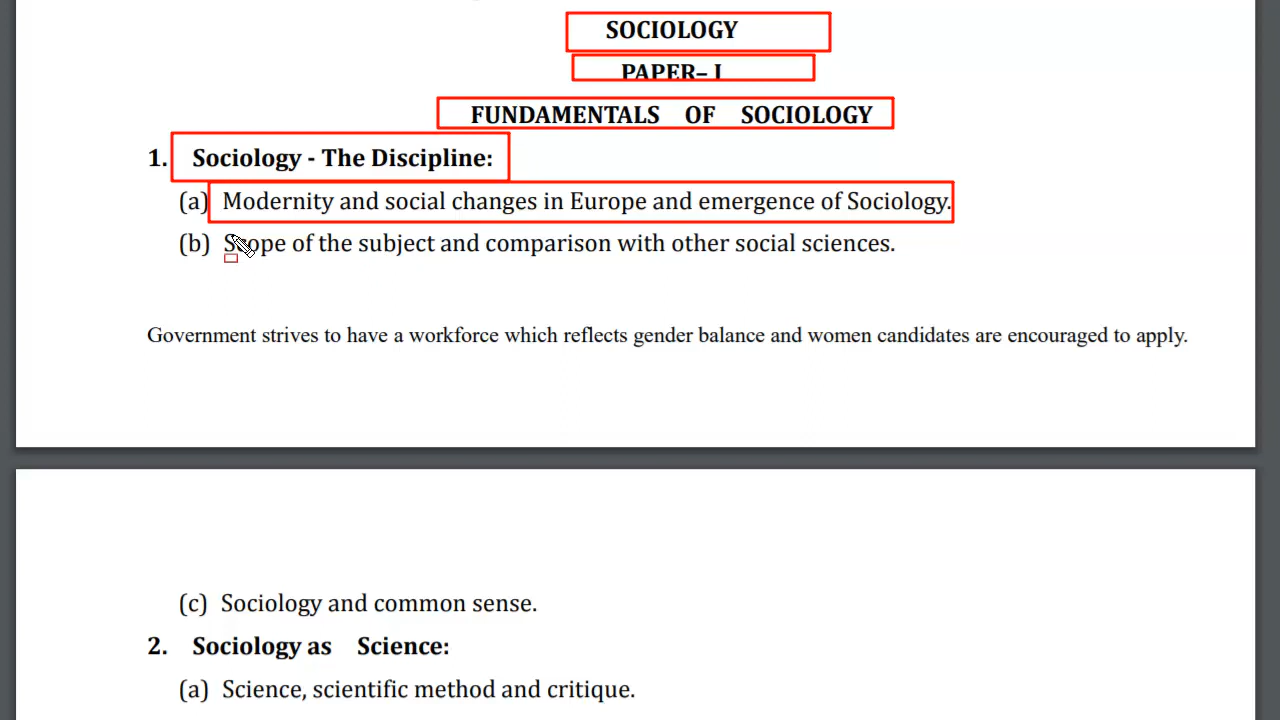 SOCIOLOGY
PAPER– I
FUNDAMENTALS OF SOCIOLOGY
1. Sociology - The Discipline:
(a) Modernity and social changes in Europe and emergence of Sociology.
(b) Scope of the subject and comparison with other social sciences.
Government strives to have a workforce which reflects gender balance and women candidates are encouraged to apply.
(c) Sociology and common sense.
2. Sociology as Science:
(a) Science, scientific method and critique.